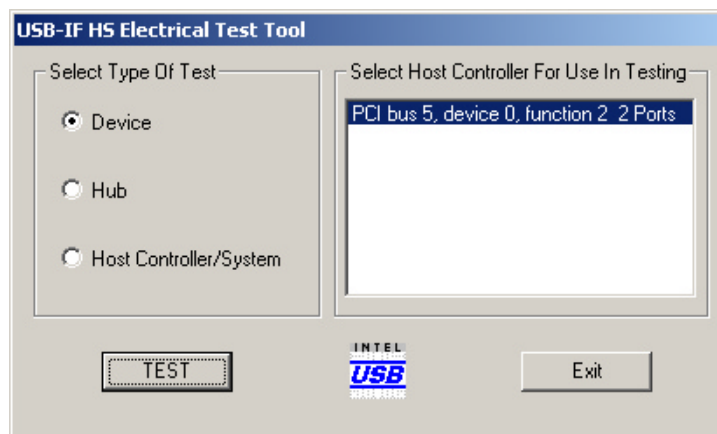 USB-IF HS Electrical Test Tool
Select Type Of Test
Device
Hub
Host Controller/System
Select Host Controller For Use In Testing
PCI bus 5, device 0, function 2 2 Ports
TEST
INTEL
USB
Exit